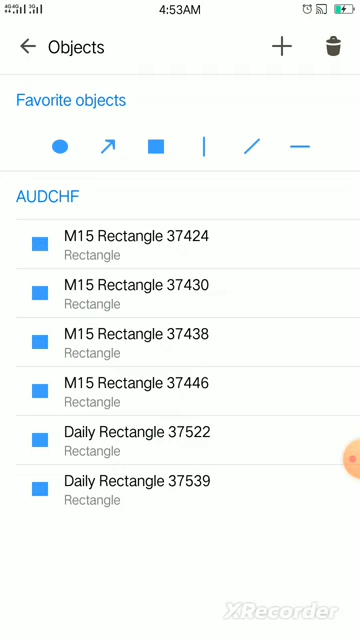 4:53AM
Objects
Favorite objects
AUDCHF
M15 Rectangle 37424
Rectangle
M15 Rectangle 37430
Rectangle
M15 Rectangle 37438
Rectangle
M15 Rectangle 37446
Rectangle
Daily Rectangle 37522
Rectangle
Daily Rectangle 37539
Rectangle
XRecorder